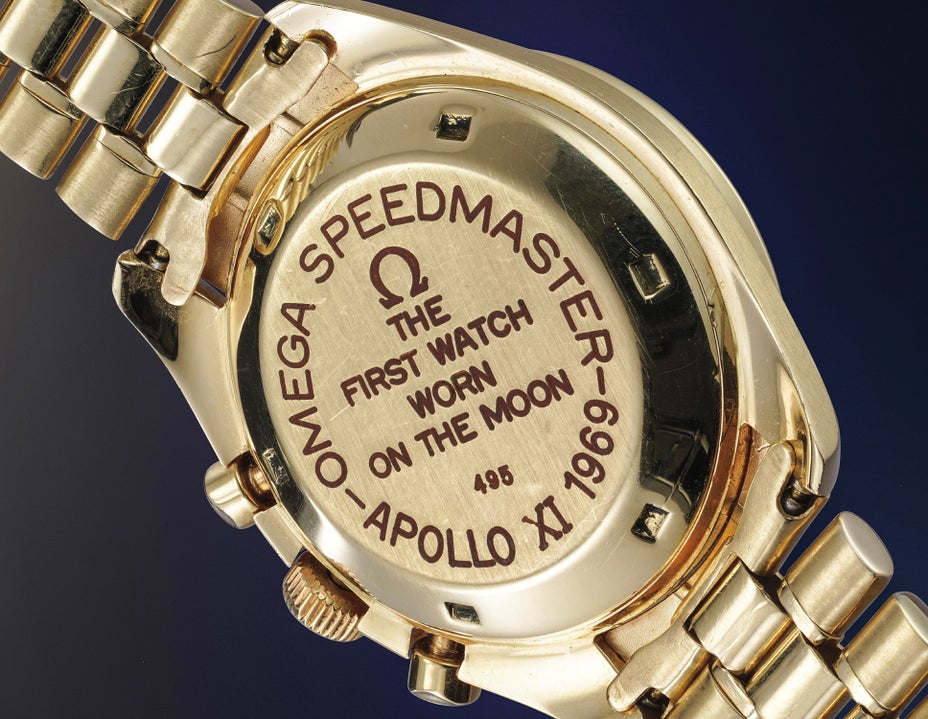 OMEGA SPEEDMASTER
Ω
THE
FIRST WATCH
WORN
ON THE MOON
495
-APOLLO XI 1969-